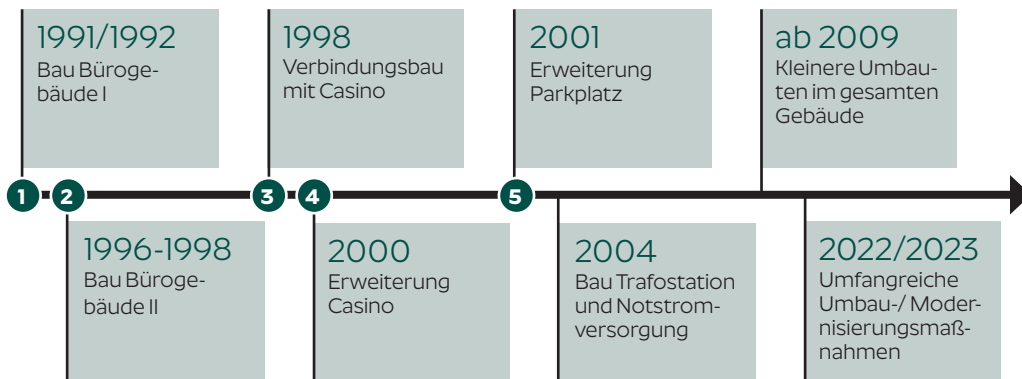 1991/1992
Bau Büroge-
bäude I
1998
Verbindungsbau
mit Casino
2001
Erweiterung
Parkplatz
ab 2009
Kleinere Umbau-
ten im gesamten
Gebäude
1
2
3
4
5
1996-1998
Bau Büroge-
bäude II
2000
Erweiterung
Casino
2004
Bau Trafostation
und Notstrom-
versorgung
2022/2023
Umfangreiche
Umbau-/ Moder-
nisierungsmaß-
nahmen